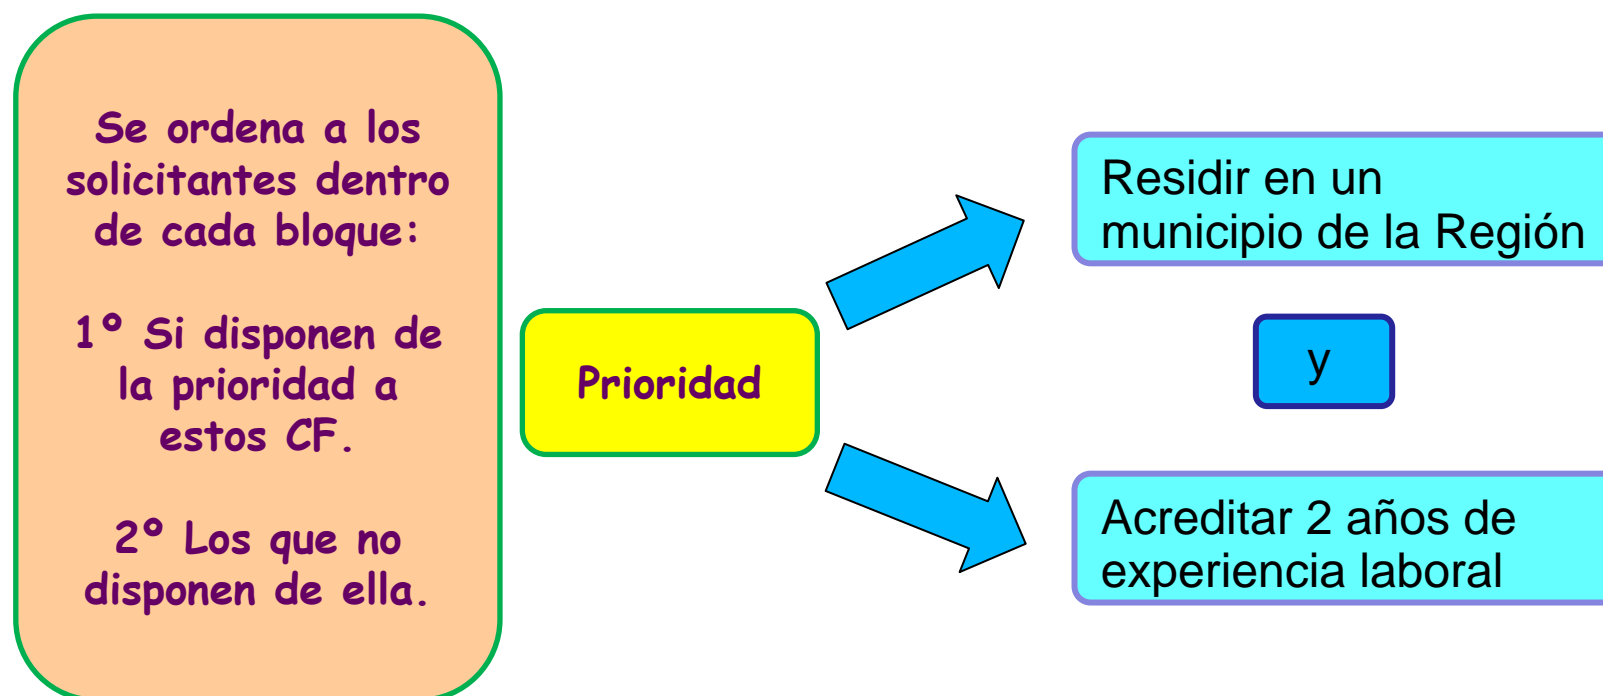 Se ordena a los
solicitantes dentro
de cada bloque:
1º Si disponen de
la prioridad a
estos CF.
2º Los que no
disponen de ella.
Prioridad
Residir en un
municipio de la Región
y
Acreditar 2 años de
experiencia laboral